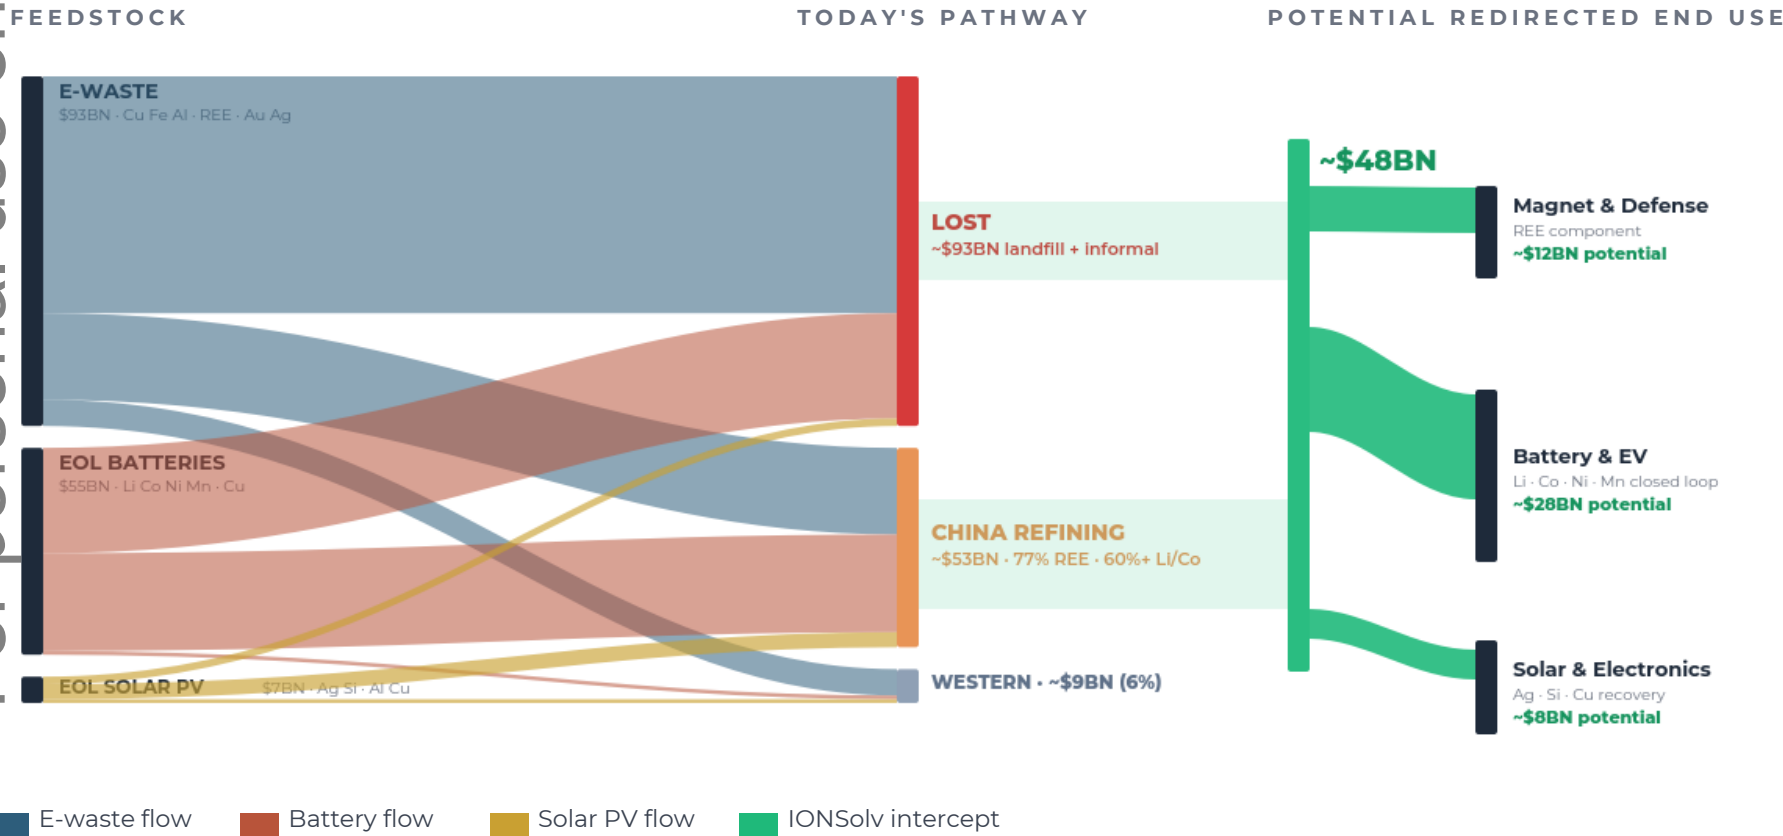 FEEDSTOCK
TODAY'S PATHWAY
POTENTIAL REDIRECTED END USE
E-WASTE
$93BN · Cu Fe Al · REE · Au Ag
EOL BATTERIES
$55BN · Li Co Ni Mn · Cu
EOL SOLAR PV
$7BN · Ag Si · Al Cu
LOST
~$93BN landfill + informal
CHINA REFINING
~$53BN · 77% REE · 60%+ Li/Co
WESTERN · ~$9BN (6%)
~$48BN
Magnet & Defense
REE component
~$12BN potential
Battery & EV
Li · Co · Ni · Mn closed loop
~$28BN potential
Solar & Electronics
Ag · Si · Cu recovery
~$8BN potential
E-waste flow
Battery flow
Solar PV flow
IONSolv intercept